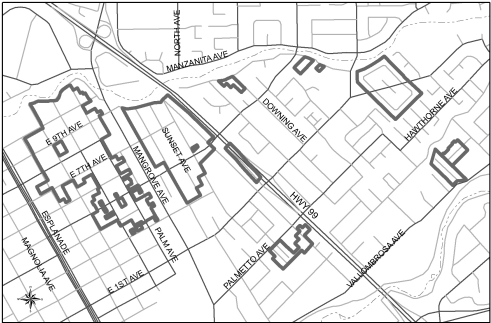 NORTH AVE
MANZANITA AVE
DOWNING AVE
HAWTHORNE AVE
E 9TH AVE
SUNSET AVE
E 7TH AVE
MANGROVE AVE
HWY 99
ESPLANADE
MAGNOLIA AVE
PALM AVE
PALMETTO AVE
VALLOMBROSA AVE
E 1ST AVE